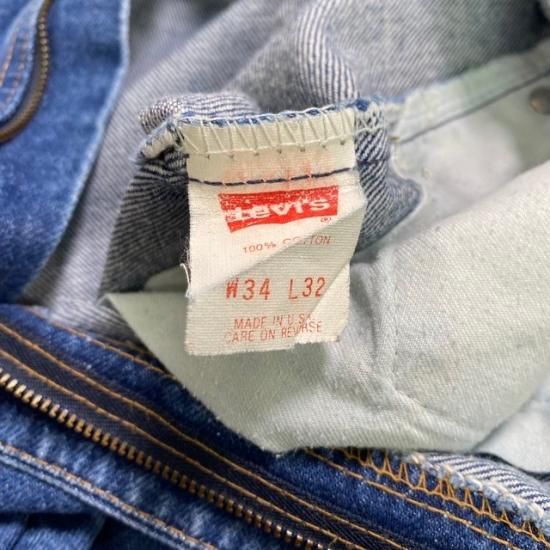 LEVI'S ®
100% COTTON
W34 L32
MADE IN U.S.A.
CARE ON REVERSE